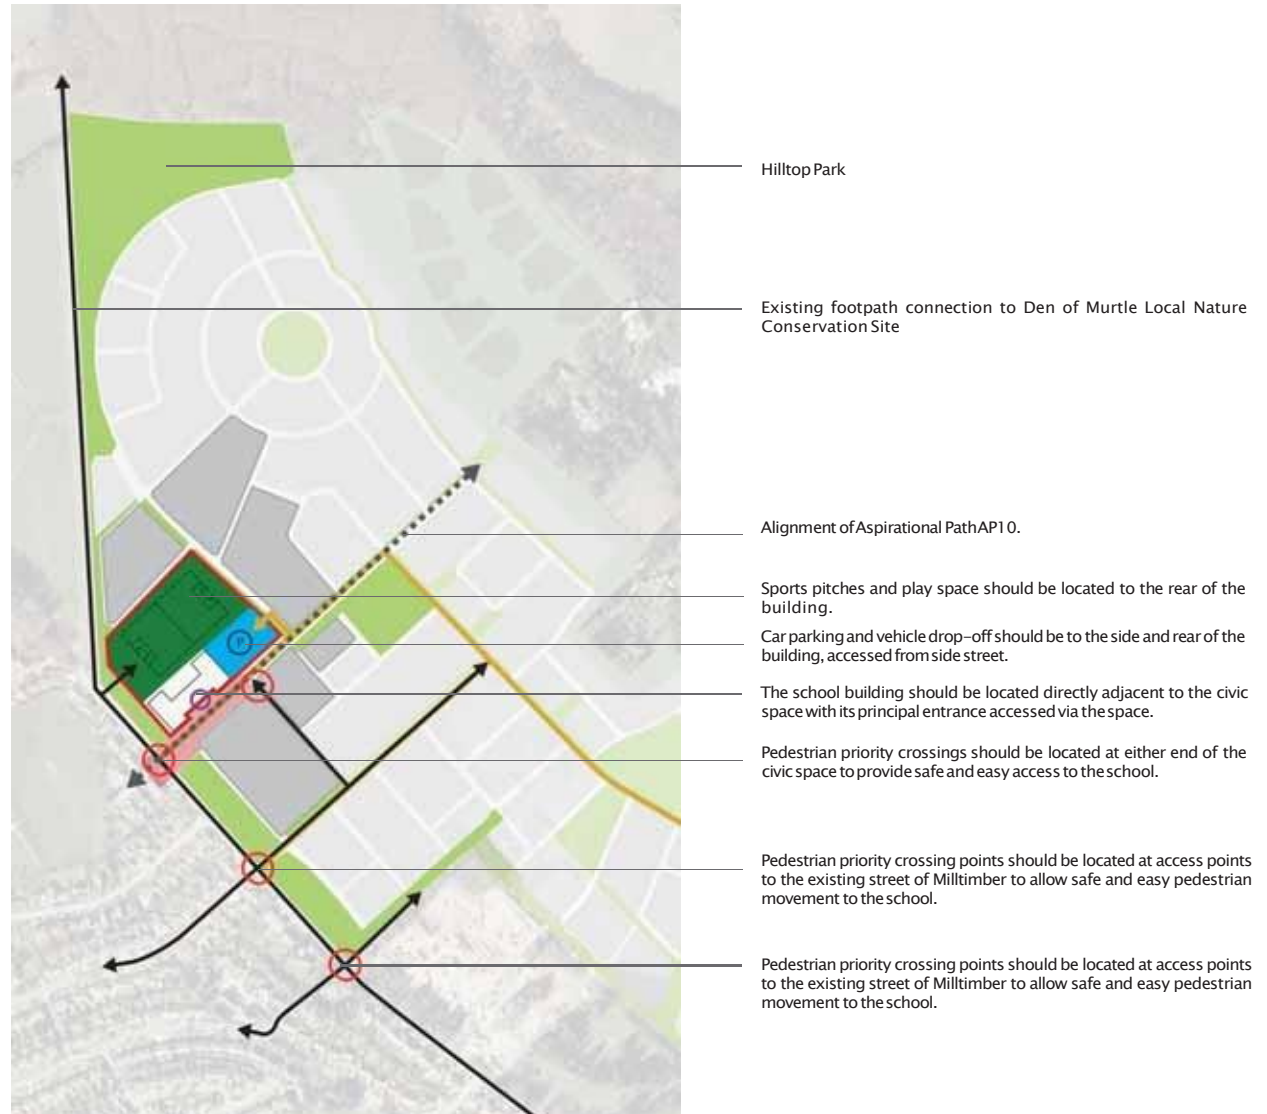 Hilltop Park
Existing footpath connection to Den of Murtle Local Nature
Conservation Site
Alignment of Aspirational Path AP10.
Sports pitches and play space should be located to the rear of the
building.
Car parking and vehicle drop-off should be to the side and rear of the
building, accessed from side street.
The school building should be located directly adjacent to the civic
space with its principal entrance accessed via the space.
Pedestrian priority crossings should be located at either end of the
civic space to provide safe and easy access to the school.
Pedestrian priority crossing points should be located at access points
to the existing street of Milltimber to allow safe and easy pedestrian
movement to the school.
Pedestrian priority crossing points should be located at access points
to the existing street of Milltimber to allow safe and easy pedestrian
movement to the school.